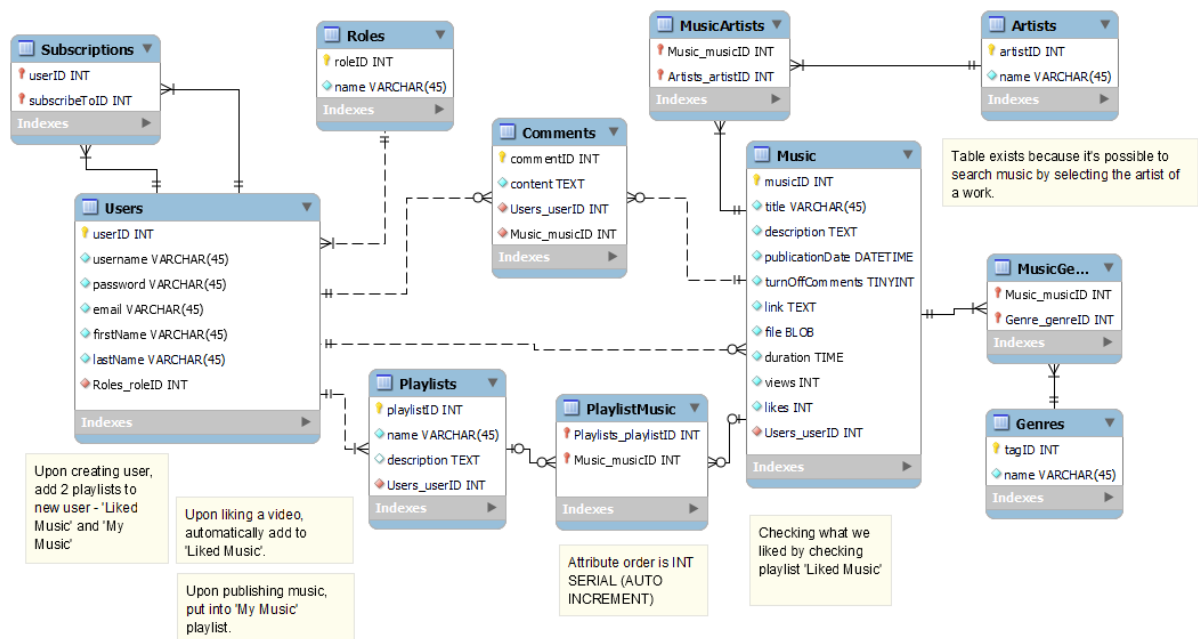 Subscriptions
userID INT
subscribeToID INT
Indexes
Roles
roleID INT
name VARCHAR(45)
Indexes
MusicArtists
Music_musicID INT
Artists_artistID INT
Indexes
Artists
artistID INT
name VARCHAR(45)
Indexes
Table exists because it's possible to
search music by selecting the artist of
a work.
Comments
commentID INT
content TEXT
Users_userID INT
Music_musicID INT
Indexes
Music
musicID INT
title VARCHAR(45)
description TEXT
publicationDate DATETIME
turnOffComments TINYINT
link TEXT
file BLOB
duration TIME
views INT
likes INT
Users_userID INT
Indexes
Users
userID INT
username VARCHAR(45)
password VARCHAR(45)
email VARCHAR(45)
firstName VARCHAR(45)
lastName VARCHAR(45)
Roles_roleID INT
Indexes
MusicGe...
Music_musicID INT
Genre_genreID INT
Indexes
Playlists
playlistID INT
name VARCHAR(45)
description TEXT
Users_userID INT
Indexes
PlaylistMusic
Playlists_playlistID INT
Music_musicID INT
Indexes
Genres
tagID INT
name VARCHAR(45)
Indexes
Upon creating user,
add 2 playlists to
new user - 'Liked
Music' and 'My
Music'
Upon liking a video,
automatically add to
'Liked Music'.
Upon publishing music,
put into 'My Music'
playlist.
Attribute order is INT
SERIAL (AUTO
INCREMENT)
Checking what we
liked by checking
playlist 'Liked Music'